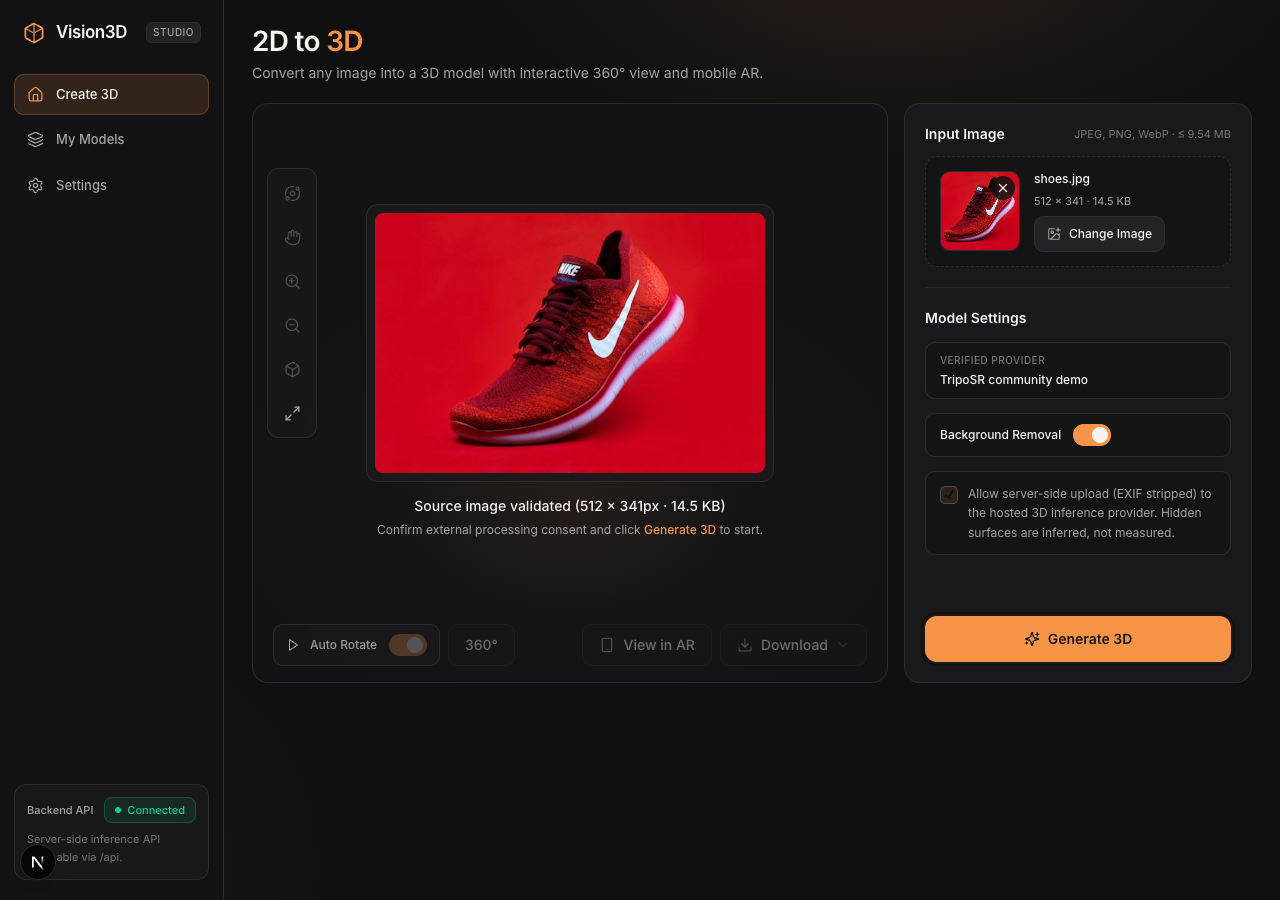 Vision3D
STUDIO
Create 3D
My Models
Settings
Backend API
Connected
Server-side inference API
able via /api.
N
2D to 3D
Convert any image into a 3D model with interactive 360° view and mobile AR.
NIKE
Source image validated (512 × 341px · 14.5 KB)
Confirm external processing consent and click Generate 3D to start.
Auto Rotate
360°
View in AR
Download
Input Image
JPEG, PNG, WebP · ≤ 9.54 MB
shoes.jpg
512 × 341 · 14.5 KB
Change Image
Model Settings
VERIFIED PROVIDER
TripoSR community demo
Background Removal
Allow server-side upload (EXIF stripped) to
the hosted 3D inference provider. Hidden
surfaces are inferred, not measured.
Generate 3D